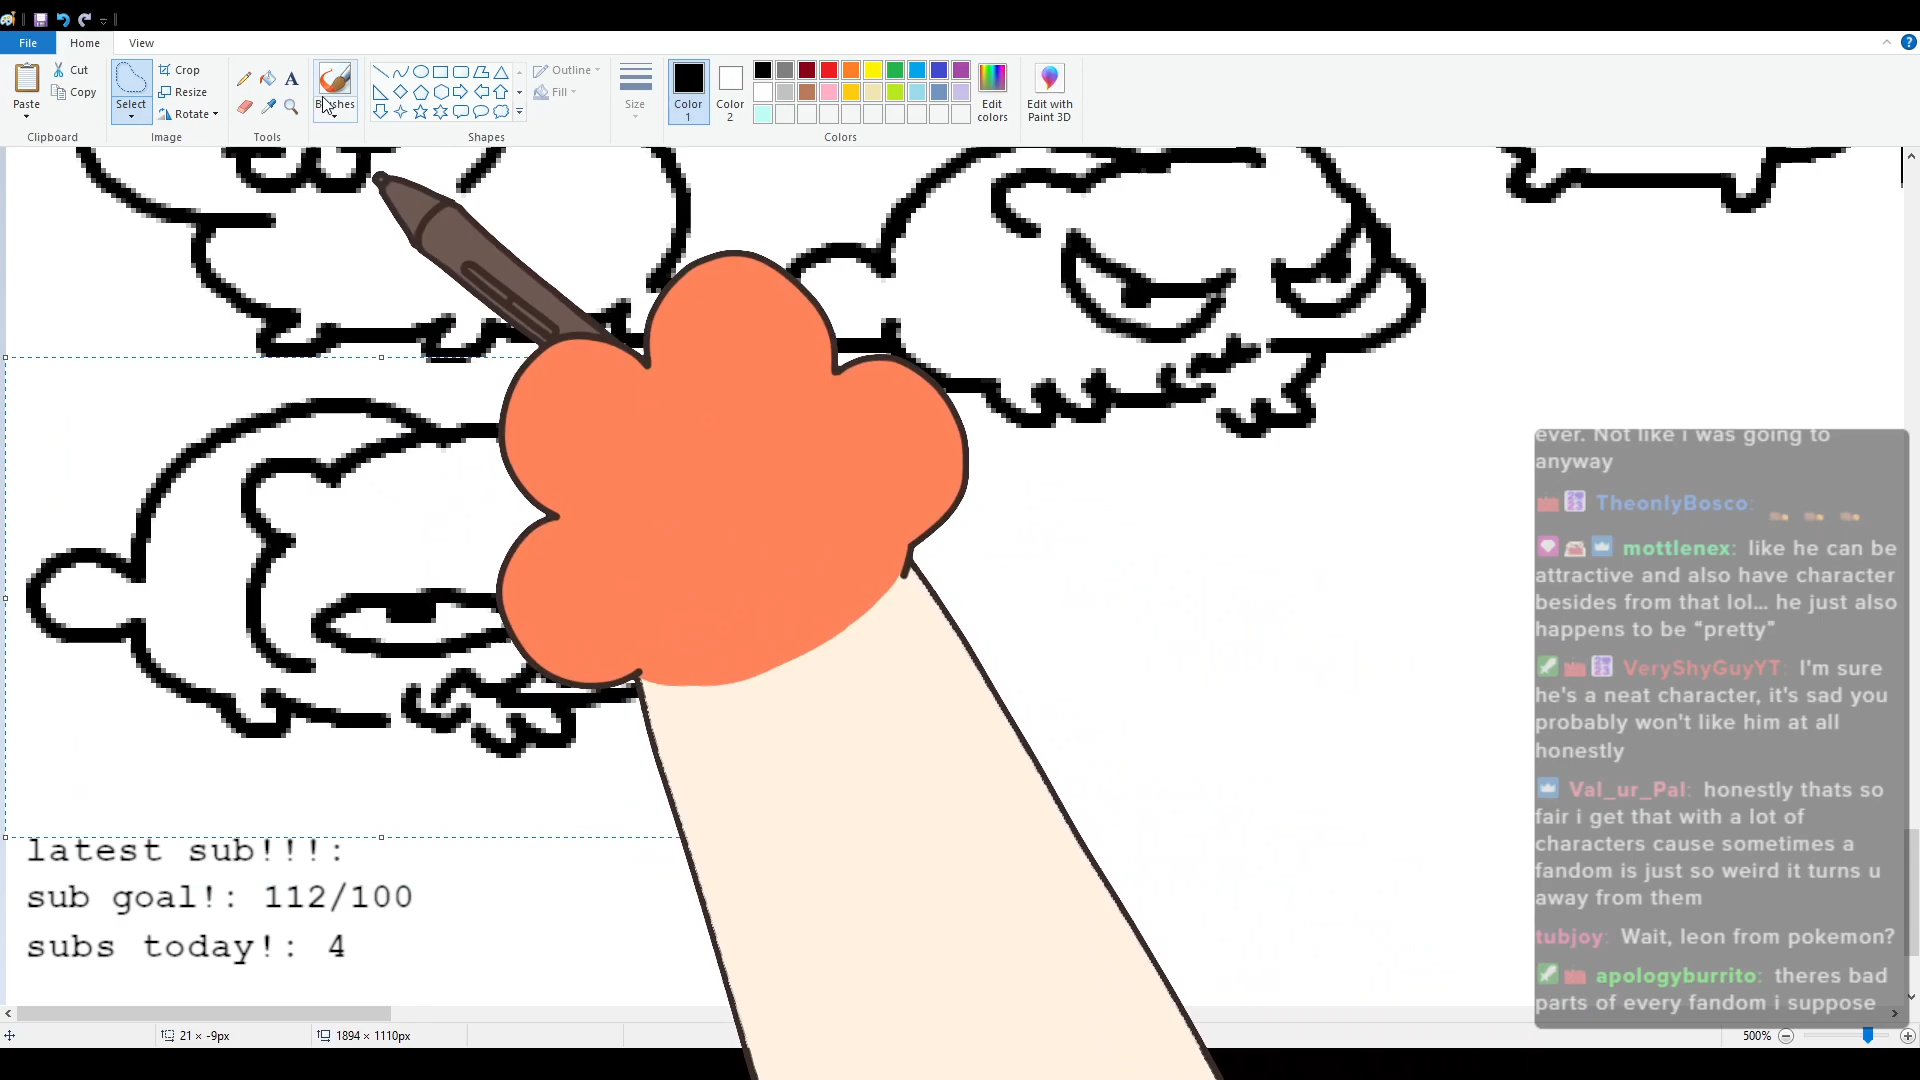 File Home View
Paste Cut Copy Clipboard
Select Crop Resize Rotate Image
Tools
Brushes
Outline Fill Shapes
Size
Color 1 Color 2 Edit colors Colors
Edit with Paint 3D
ever. Not like i was going to
anyway
TheonlyBosco:
mottlenex: like he can be
attractive and also have character
besides from that lol... he just also
happens to be “pretty”
VeryShyGuyYT: I'm sure
he's a neat character, it's sad you
probably won't like him at all
honestly
Val_ur_Pal: honestly thats so
fair i get that with a lot of
characters cause sometimes a
fandom is just so weird it turns u
away from them
tubjoy: Wait, leon from pokemon?
apologyburrito: theres bad
parts of every fandom i suppose
latest sub!!!:
sub goal!: 112/100
subs today!: 4
21 × -9px 1894 × 1110px 500%